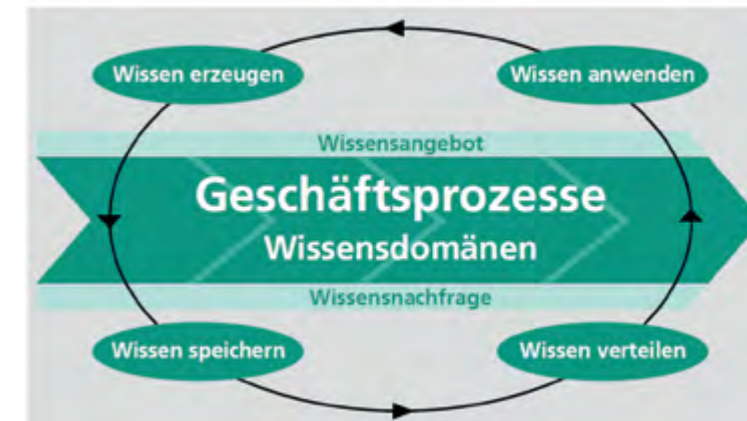 Wissen erzeugen
Wissen anwenden
Wissensangebot
Geschäftsprozesse
Wissensdomänen
Wissensnachfrage
Wissen speichern
Wissen verteilen